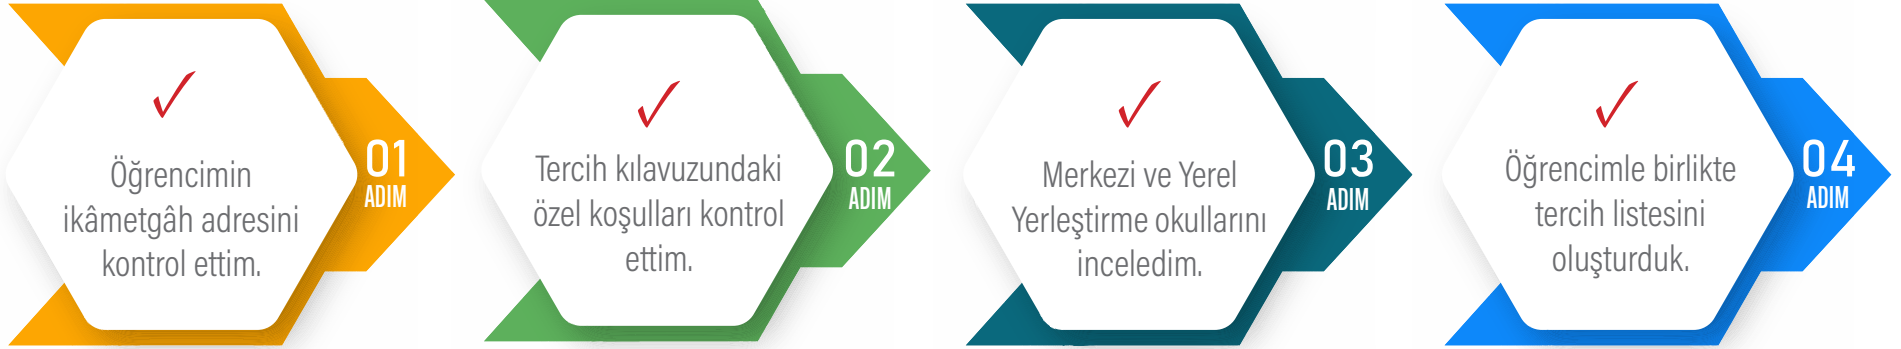 Öğrencimin
ikâmetgâh adresini
kontrol ettim.
01
ADIM
Tercih kılavuzundaki
özel koşulları kontrol
ettim.
02
ADIM
Merkezi ve Yerel
Yerleştirme okullarını
inceledim.
03
ADIM
Öğrencimle birlikte
tercih listesini
oluşturduk.
04
ADIM